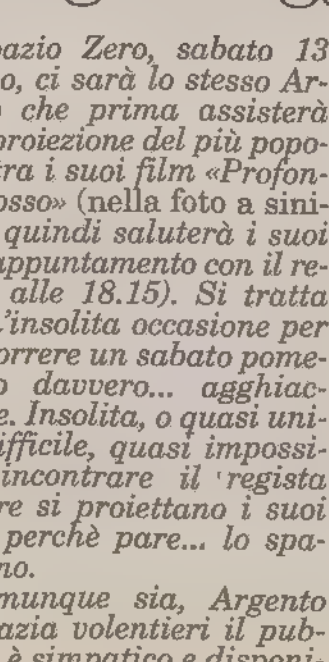 pazio Zero, sabato 13
o, ci sarà lo stesso Ar-
che prima assisterà
proiezione del più popo-
tra i suoi film «Profon-
osso» (nella foto a sini-
quindi saluterà i suoi
appuntamento con il re-
alle 18.15). Si tratta
l'insolita occasione per
orrere un sabato pome-
o davvero... agghiac-
e. Insolita, o quasi uni-
ifficile, quasi impossi-
incontrare il regista
re si proiettano i suoi
perchè pare... lo spa-
no.
munque sia, Argento
azia volentieri il pub-
è simpatico e disponi-